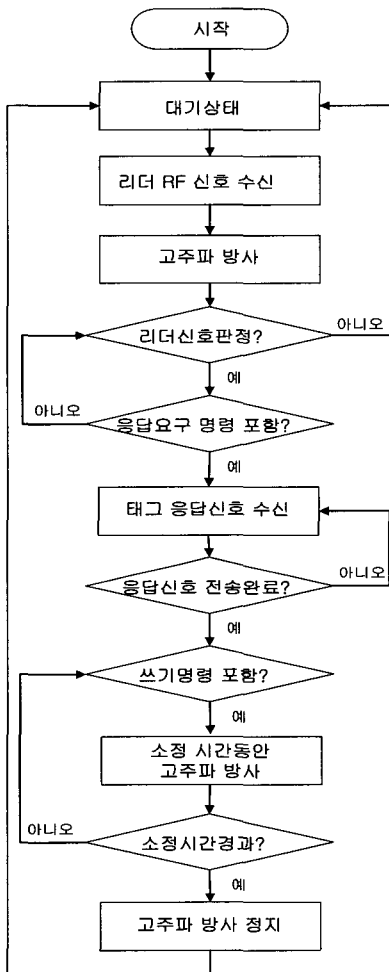 시작
대기상태
리더 RF 신호 수신
고주파 방사
리더신호판정?
아니오
예
아니오
응답요구 명령 포함?
예
태그 응답신호 수신
응답신호 전송완료?
아니오
예
쓰기명령 포함?
예
소정 시간동안
고주파 방사
아니오
소정시간경과?
예
고주파 방사 정지